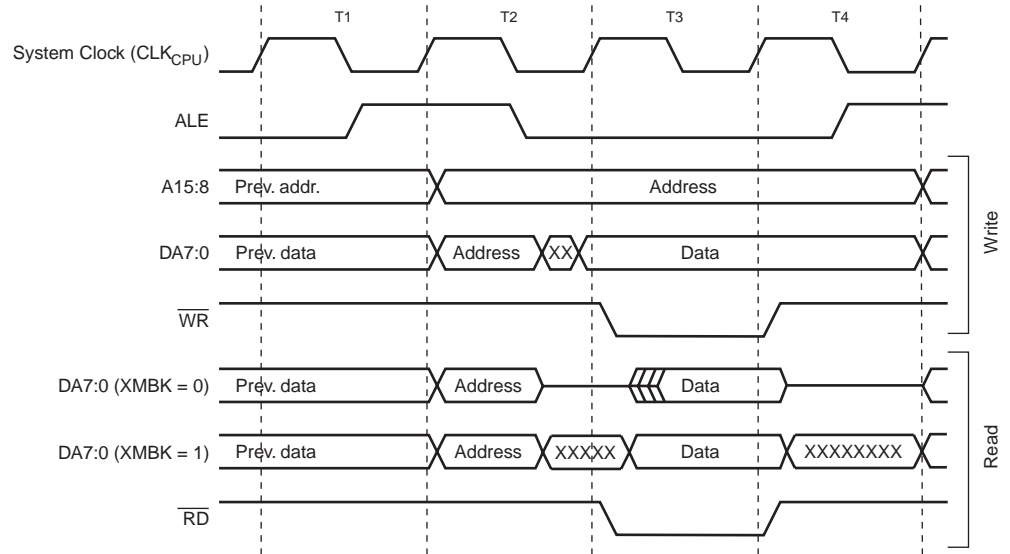 T1 T2 T3 T4
System Clock (CLKCPU)
ALE
A15:8 Prev. addr. Address
DA7:0 Prev. data Address XX Data
WR
Write
DA7:0 (XMBK = 0) Prev. data Address Data
DA7:0 (XMBK = 1) Prev. data Address XXXXX Data XXXXXXXX
RD
Read